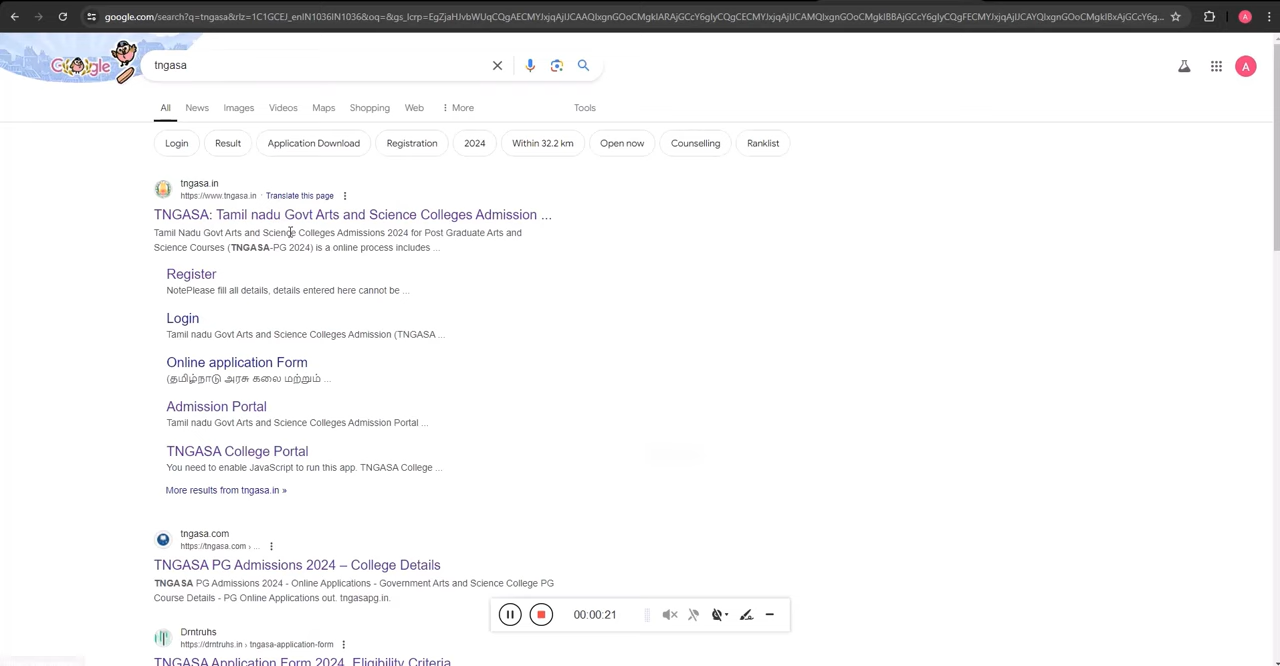 google.com/search?q=tngasa&rlz=1C1GCEJ_enIN1036IN1036&oq=&gs_lcrp=
A
Google
tngasa
A
All News Images Videos Maps Shopping Web More Tools
Login Result Application Download Registration 2024 Within 32.2 km Open now Counselling Ranklist
tngasa.in
https://www.tngasa.in · Translate this page
TNGASA: Tamil nadu Govt Arts and Science Colleges Admission ...
Tamil Nadu Govt Arts and Science Colleges Admissions 2024 for Post Graduate Arts and
Science Courses (TNGASA-PG 2024) is a online process includes ...
Register
NotePlease fill all details, details entered here cannot be ...
Login
Tamil nadu Govt Arts and Science Colleges Admission (TNGASA ...
Online application Form
(தமிழ்நாடு அரசு கலை மற்றும் ...
Admission Portal
Tamil nadu Govt Arts and Science Colleges Admission Portal ...
TNGASA College Portal
You need to enable JavaScript to run this app. TNGASA College ...
More results from tngasa.in »
tngasa.com
https://tngasa.com › ...
TNGASA PG Admissions 2024 – College Details
TNGASA PG Admissions 2024 - Online Applications - Government Arts and Science College PG
Course Details - PG Online Applications out. tngasapg.in.
00:00:21
Drntruhs
https://drntruhs.in › tngasa-application-form
TNGASA Application Form 2024, Eligibility Criteria